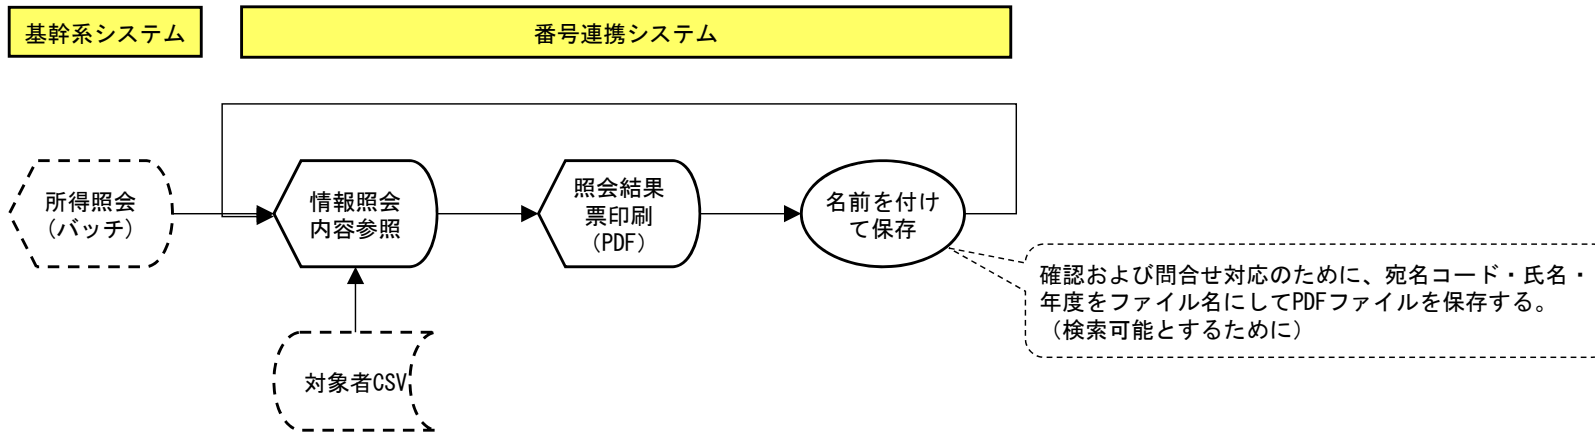 基幹系システム
番号連携システム
所得照会
（バッチ）
情報照会
内容参照
照会結果
票印刷
（PDF）
名前を付け
て保存
確認および問合せ対応のために、宛名コード・氏名・
年度をファイル名にしてPDFファイルを保存する。
（検索可能とするために）
対象者CSV